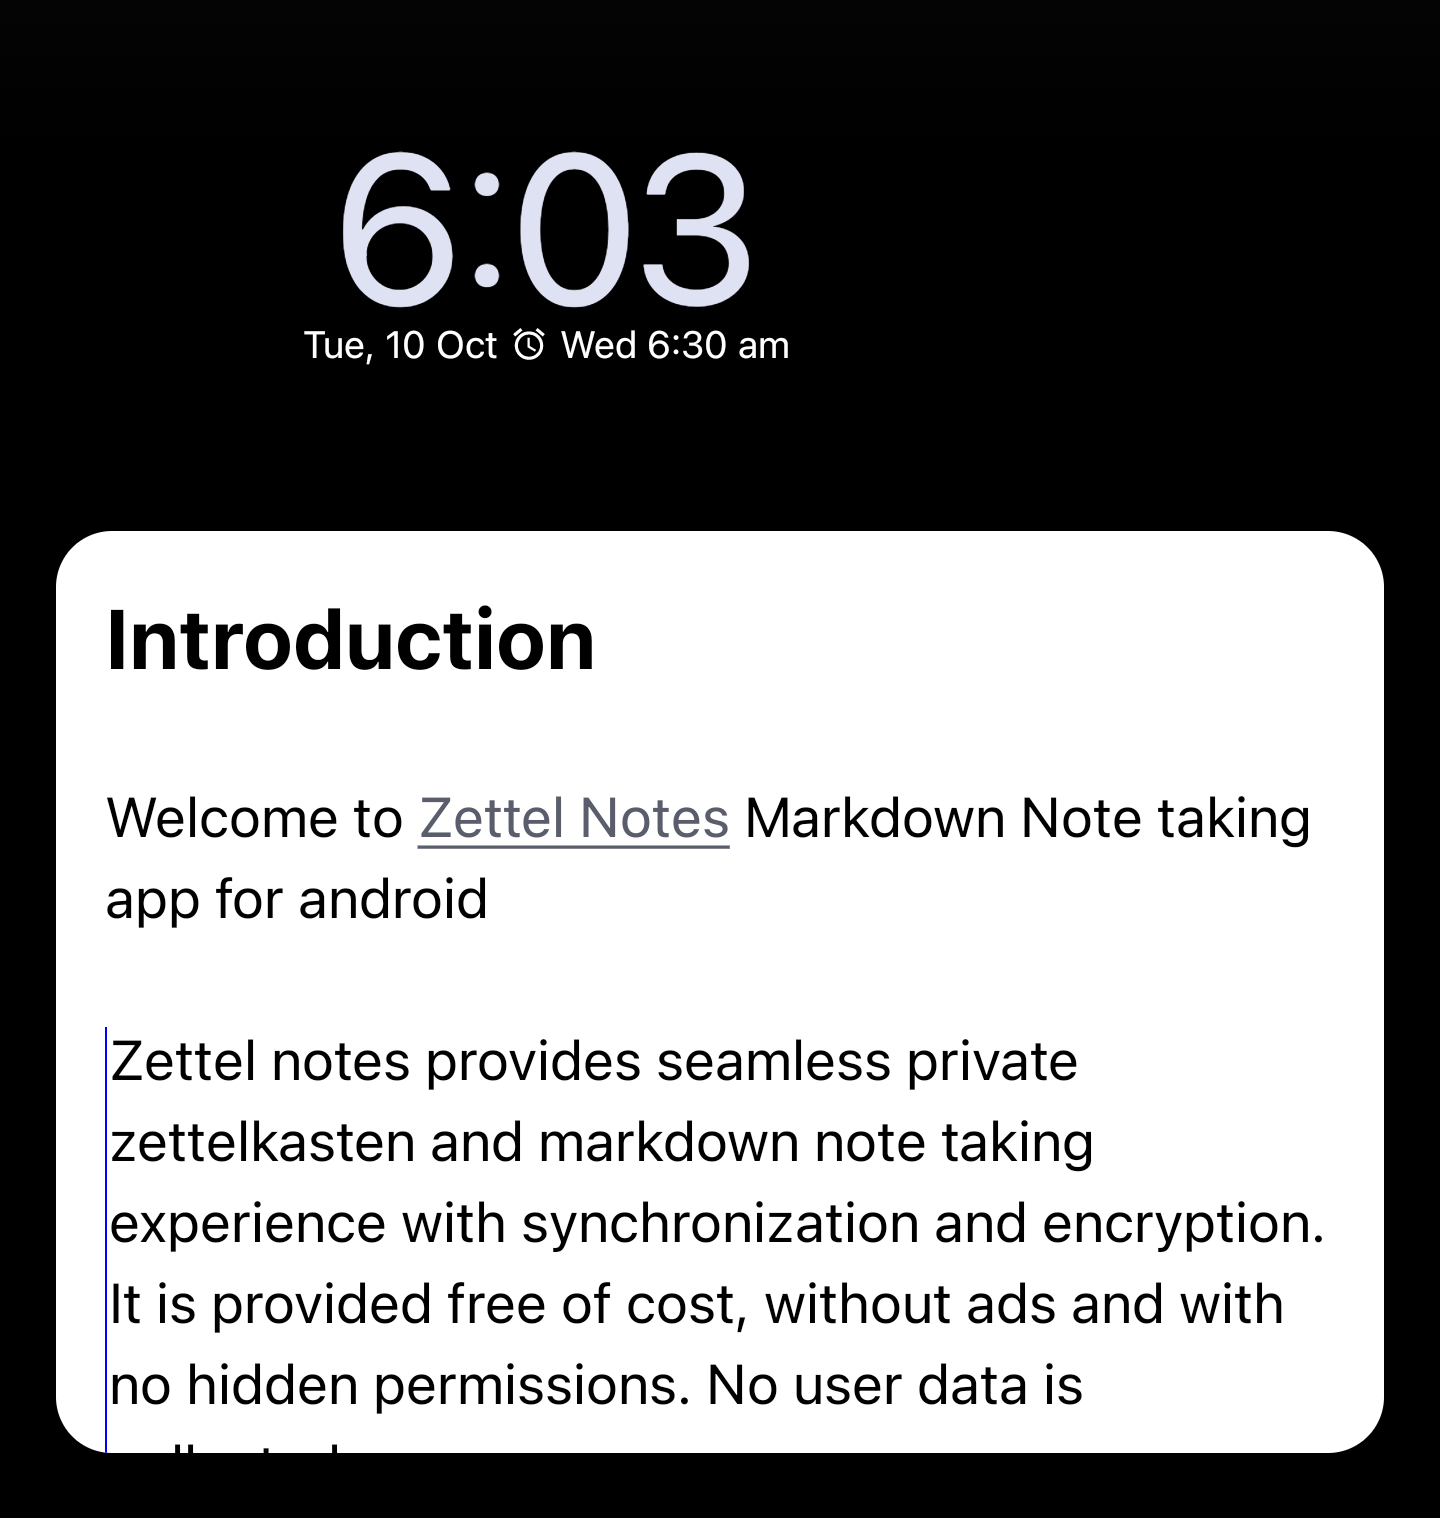 6:03
Tue, 10 Oct Wed 6:30 am
Introduction
Welcome to Zettel Notes Markdown Note taking
app for android
Zettel notes provides seamless private
zettelkasten and markdown note taking
experience with synchronization and encryption.
It is provided free of cost, without ads and with
no hidden permissions. No user data is